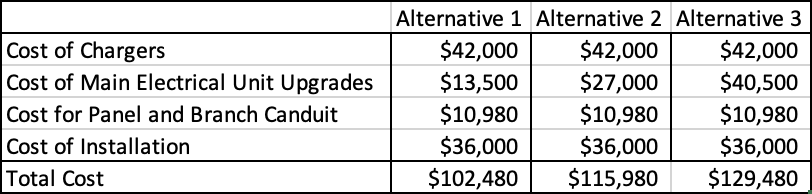 Alternative 1 Alternative 2 Alternative 3
Cost of Chargers $42,000 $42,000 $42,000
Cost of Main Electrical Unit Upgrades $13,500 $27,000 $40,500
Cost for Panel and Branch Canduit $10,980 $10,980 $10,980
Cost of Installation $36,000 $36,000 $36,000
Total Cost $102,480 $115,980 $129,480